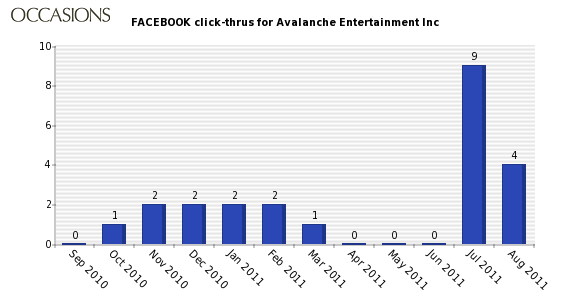 OCCASIONS
FACEBOOK click-thrus for Avalanche Entertainment Inc
10
8
6
4
2
0
0
1
2
2
2
2
1
0
0
0
9
4
Sep 2010
Oct 2010
Nov 2010
Dec 2010
Jan 2011
Feb 2011
Mar 2011
Apr 2011
May 2011
Jun 2011
Jul 2011
Aug 2011